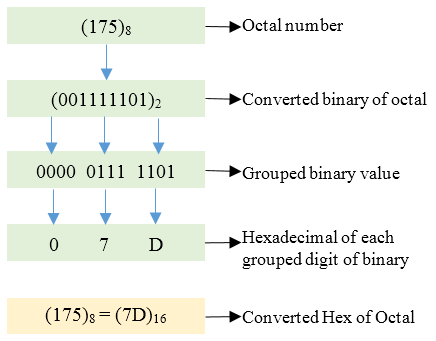 (175)₈ Octal number
(001111101)₂ Converted binary of octal
0000 0111 1101 Grouped binary value
0 7 D Hexadecimal of each
grouped digit of binary
(175)₈ = (7D)₁₆ Converted Hex of Octal